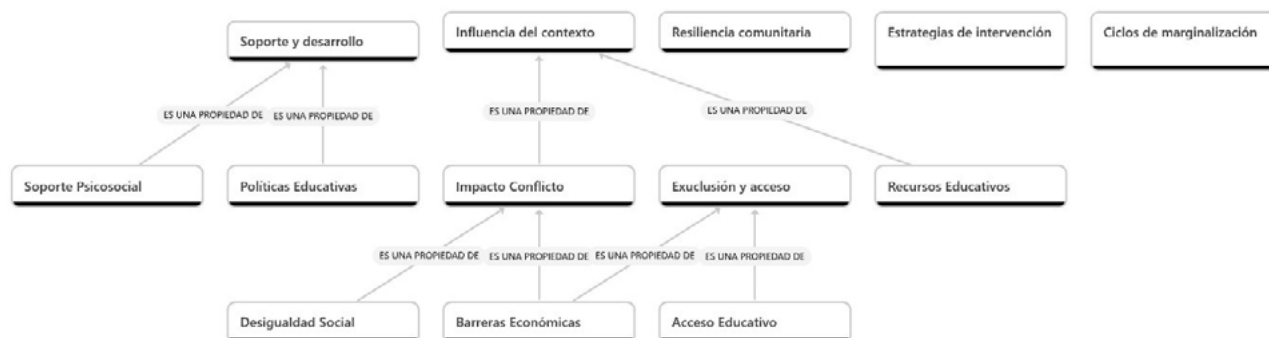 Soporte y desarrollo
Influencia del contexto
Resiliencia comunitaria
Estrategias de intervención
Ciclos de marginalización
ES UNA PROPIEDAD DE
ES UNA PROPIEDAD DE
ES UNA PROPIEDAD DE
ES UNA PROPIEDAD DE
Soporte Psicosocial
Políticas Educativas
Impacto Conflicto
Exuclusión y acceso
Recursos Educativos
ES UNA PROPIEDAD DE
ES UNA PROPIEDAD DE
ES UNA PROPIEDAD DE
ES UNA PROPIEDAD DE
Desigualdad Social
Barreras Económicas
Acceso Educativo